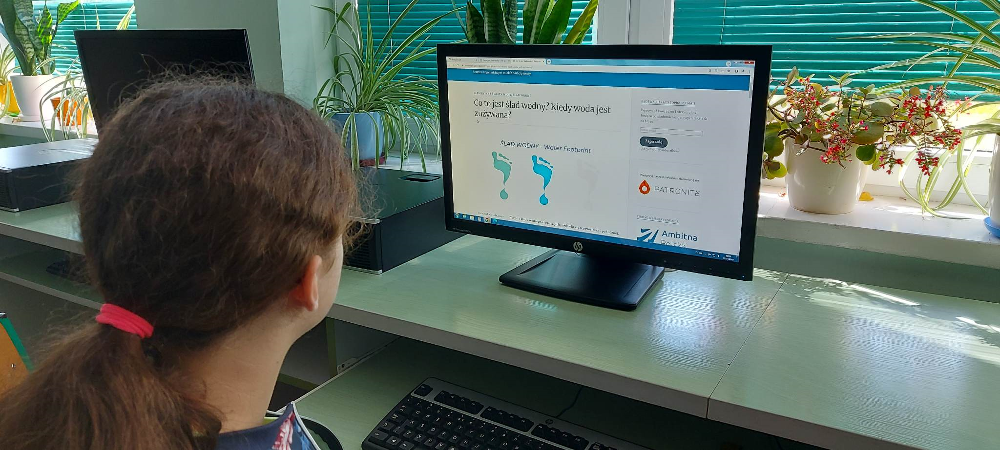 Strona o najcenniejszym zasobie naszej planety.
ELEMENTARZ ŚWIATA WODY, ŚLAD WODNY
Co to jest ślad wodny? Kiedy woda jest
zużywana?
ŚLAD WODNY - Water Footprint
Termin śladu wodnego coraz częściej pojawia się w przestrzeni publicznej.
BĄDŹ NA BIEŻĄCO POPRZEZ EMAIL
Wprowadź swój adres i otrzymuj na
bieżąco powiadomienia o nowych tekstach
na blogu
Adres email
Zapisz się
Join 542 other subscribers
Wesprzyj naszą działalność darowizną na:
PATRONITE
STRONĘ WSPIERA FUNDACJA
Ambitna
Polska
hp